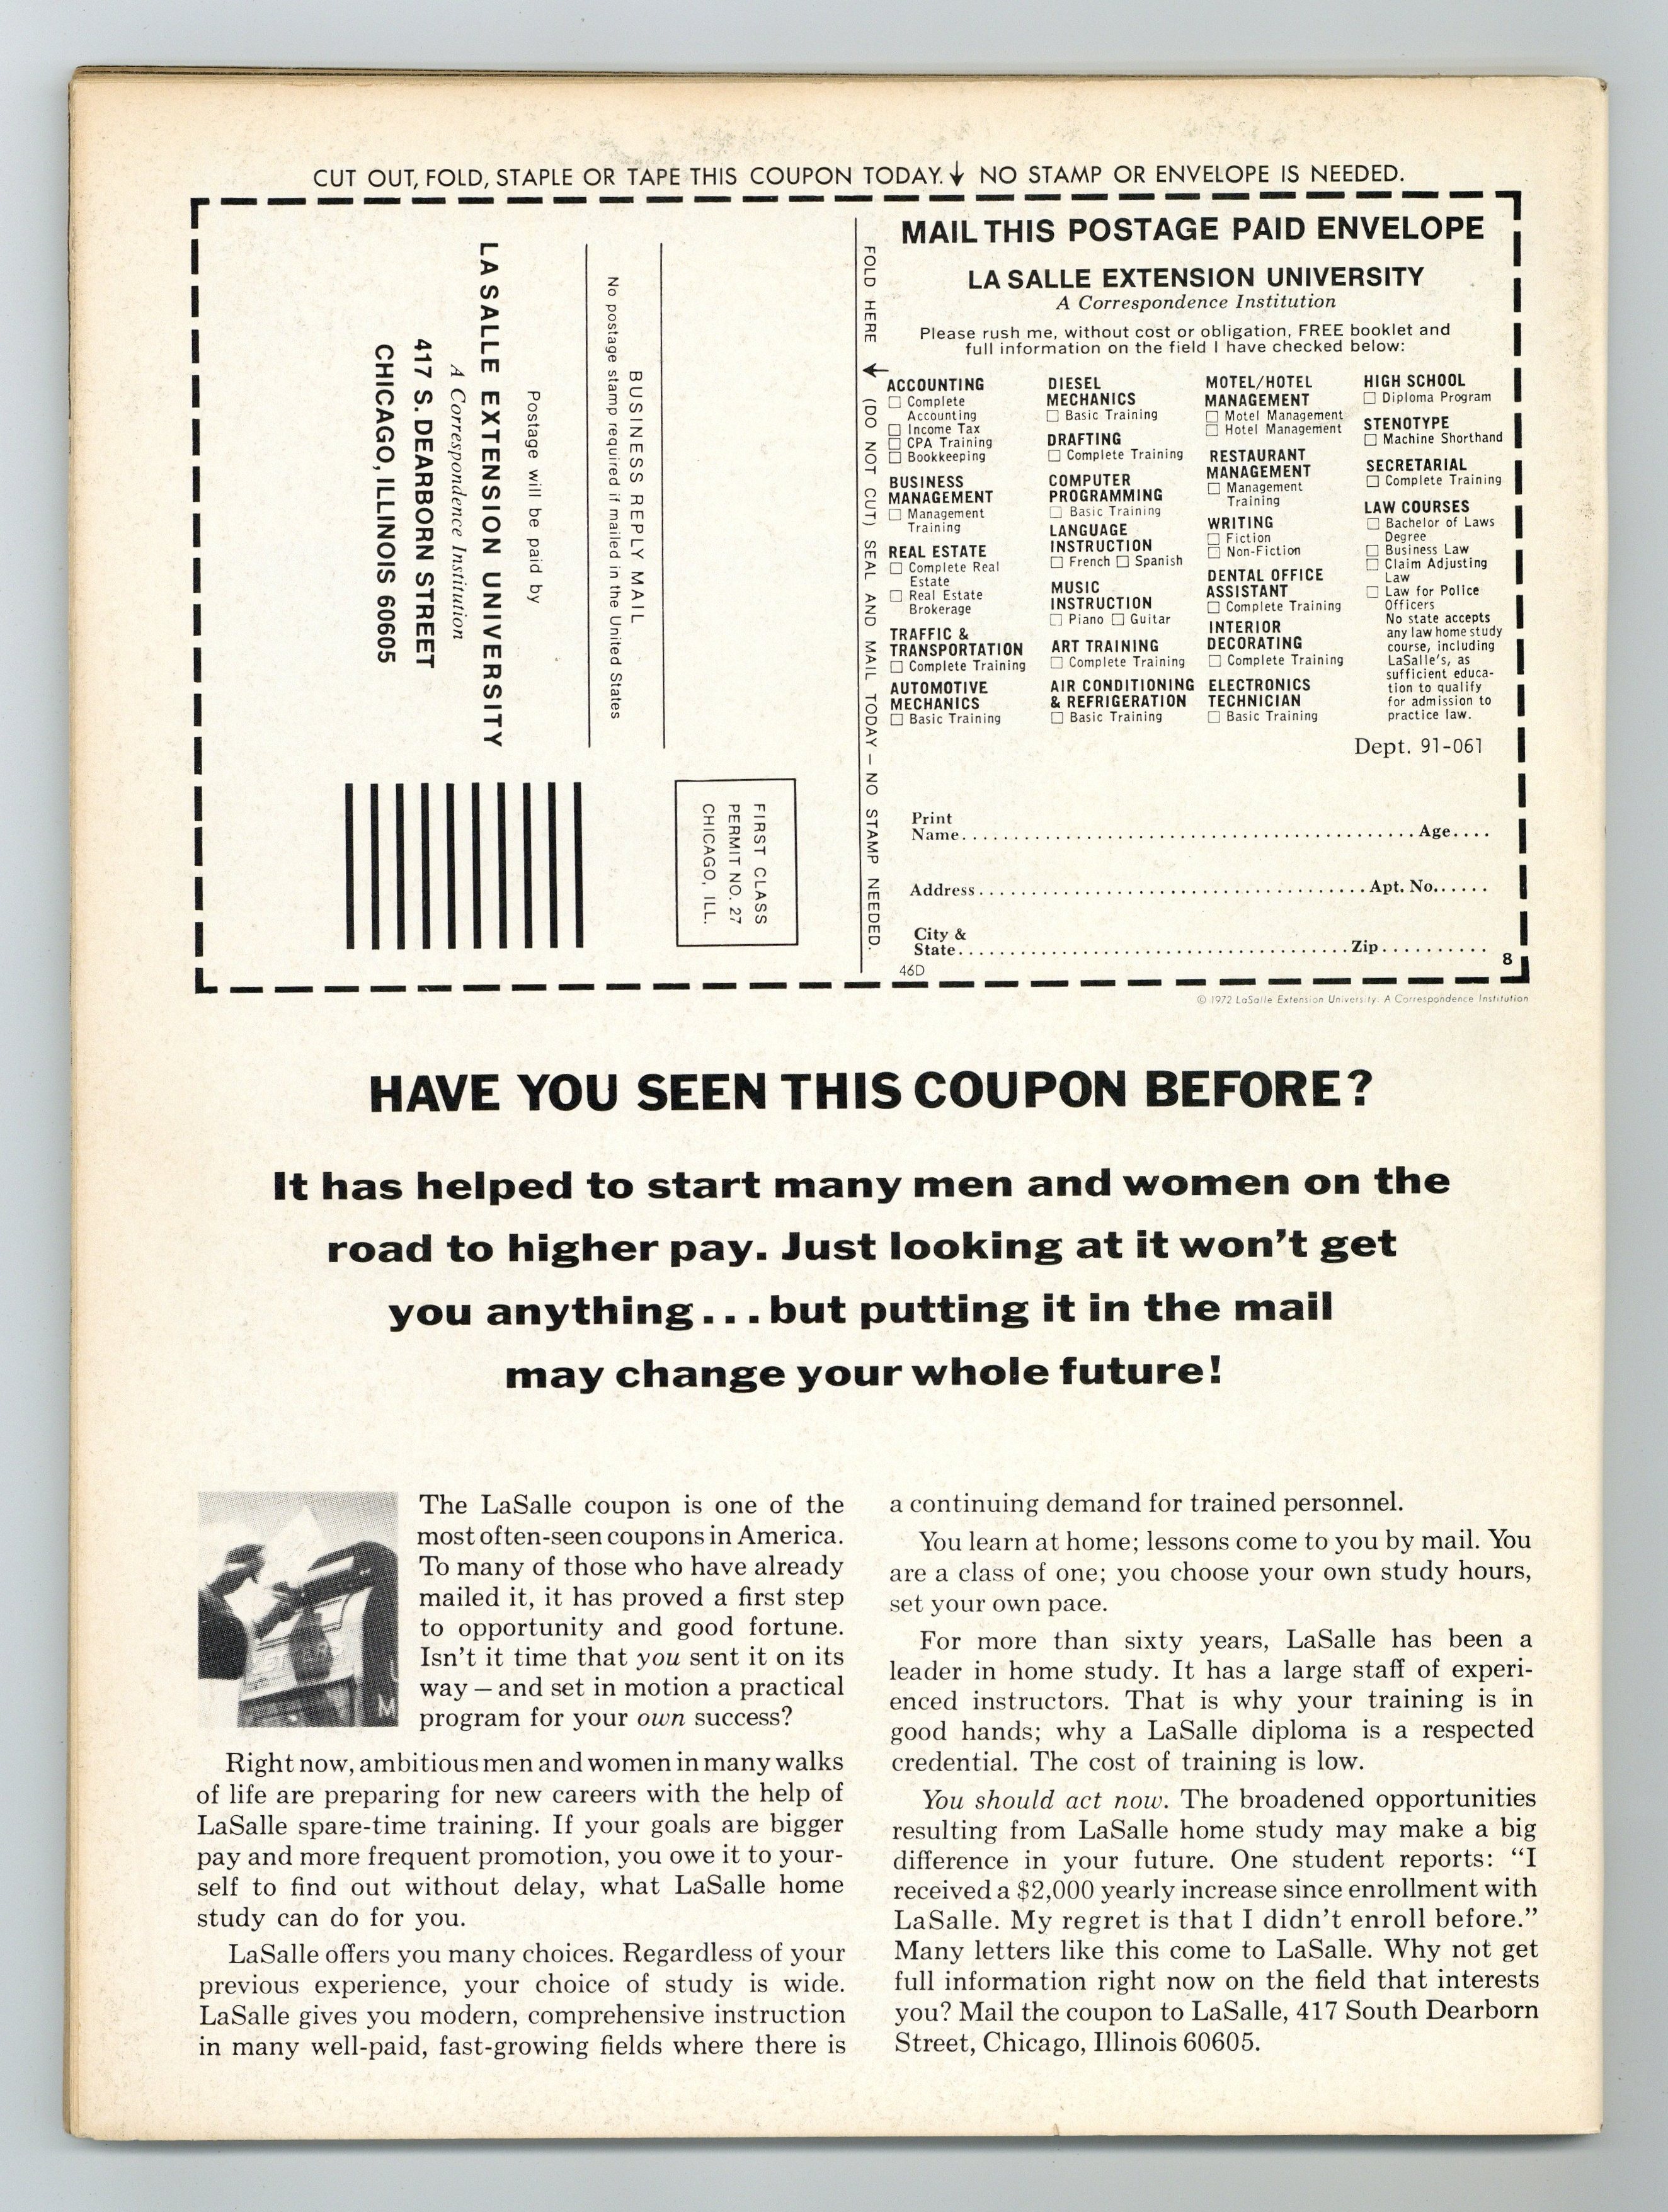 CUT OUT, FOLD, STAPLE OR TAPE THIS COUPON TODAY.↓ NO STAMP OR ENVELOPE IS NEEDED.
BUSINESS REPLY MAIL
No postage stamp required if mailed in the United States
Postage will be paid by
LA SALLE EXTENSION UNIVERSITY
A Correspondence Institution
417 S. DEARBORN STREET
CHICAGO, ILLINOIS 60605
FIRST CLASS
PERMIT NO. 27
CHICAGO, ILL.
FOLD HERE ↓ (DO NOT CUT) SEAL AND MAIL TODAY — NO STAMP NEEDED.
MAIL THIS POSTAGE PAID ENVELOPE
LA SALLE EXTENSION UNIVERSITY
A Correspondence Institution
Please rush me, without cost or obligation, FREE booklet and
full information on the field I have checked below:
ACCOUNTING
☐ Complete
Accounting
☐ Income Tax
☐ CPA Training
☐ Bookkeeping
BUSINESS
MANAGEMENT
☐ Management
Training
REAL ESTATE
☐ Complete Real
Estate
☐ Real Estate
Brokerage
TRAFFIC &
TRANSPORTATION
☐ Complete Training
AUTOMOTIVE
MECHANICS
☐ Basic Training
DIESEL
MECHANICS
☐ Basic Training
DRAFTING
☐ Complete Training
COMPUTER
PROGRAMMING
☐ Basic Training
LANGUAGE
INSTRUCTION
☐ French ☐ Spanish
MUSIC
INSTRUCTION
☐ Piano ☐ Guitar
ART TRAINING
☐ Complete Training
AIR CONDITIONING
& REFRIGERATION
☐ Basic Training
MOTEL/HOTEL
MANAGEMENT
☐ Motel Management
☐ Hotel Management
RESTAURANT
MANAGEMENT
☐ Management
Training
WRITING
☐ Fiction
☐ Non-Fiction
DENTAL OFFICE
ASSISTANT
☐ Complete Training
INTERIOR
DECORATING
☐ Complete Training
ELECTRONICS
TECHNICIAN
☐ Basic Training
HIGH SCHOOL
☐ Diploma Program
STENOTYPE
☐ Machine Shorthand
SECRETARIAL
☐ Complete Training
LAW COURSES
☐ Bachelor of Laws
Degree
☐ Business Law
☐ Claim Adjusting
Law
☐ Law for Police
Officers
No state accepts
any law home study
course, including
LaSalle's, as
sufficient educa-
tion to qualify
for admission to
practice law.
Dept. 91-061
Print
Name.............................................Age....
Address......................................Apt. No......
City &
State......................................Zip..........
46D
8
© 1972 LaSalle Extension University. A Correspondence Institution
HAVE YOU SEEN THIS COUPON BEFORE?
It has helped to start many men and women on the
road to higher pay. Just looking at it won't get
you anything...but putting it in the mail
may change your whole future!
LETTERS
U
M
The LaSalle coupon is one of the
most often-seen coupons in America.
To many of those who have already
mailed it, it has proved a first step
to opportunity and good fortune.
Isn't it time that you sent it on its
way — and set in motion a practical
program for your own success?
Right now, ambitious men and women in many walks
of life are preparing for new careers with the help of
LaSalle spare-time training. If your goals are bigger
pay and more frequent promotion, you owe it to your-
self to find out without delay, what LaSalle home
study can do for you.
LaSalle offers you many choices. Regardless of your
previous experience, your choice of study is wide.
LaSalle gives you modern, comprehensive instruction
in many well-paid, fast-growing fields where there is
a continuing demand for trained personnel.
You learn at home; lessons come to you by mail. You
are a class of one; you choose your own study hours,
set your own pace.
For more than sixty years, LaSalle has been a
leader in home study. It has a large staff of experi-
enced instructors. That is why your training is in
good hands; why a LaSalle diploma is a respected
credential. The cost of training is low.
You should act now. The broadened opportunities
resulting from LaSalle home study may make a big
difference in your future. One student reports: “I
received a $2,000 yearly increase since enrollment with
LaSalle. My regret is that I didn't enroll before.”
Many letters like this come to LaSalle. Why not get
full information right now on the field that interests
you? Mail the coupon to LaSalle, 417 South Dearborn
Street, Chicago, Illinois 60605.